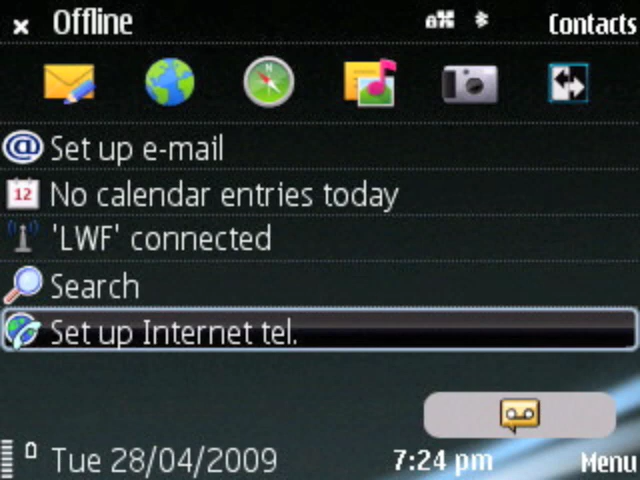 Offline
Contacts
Set up e-mail
12
No calendar entries today
'LWF' connected
Search
Set up Internet tel.
Tue 28/04/2009
7:24 pm
Menu